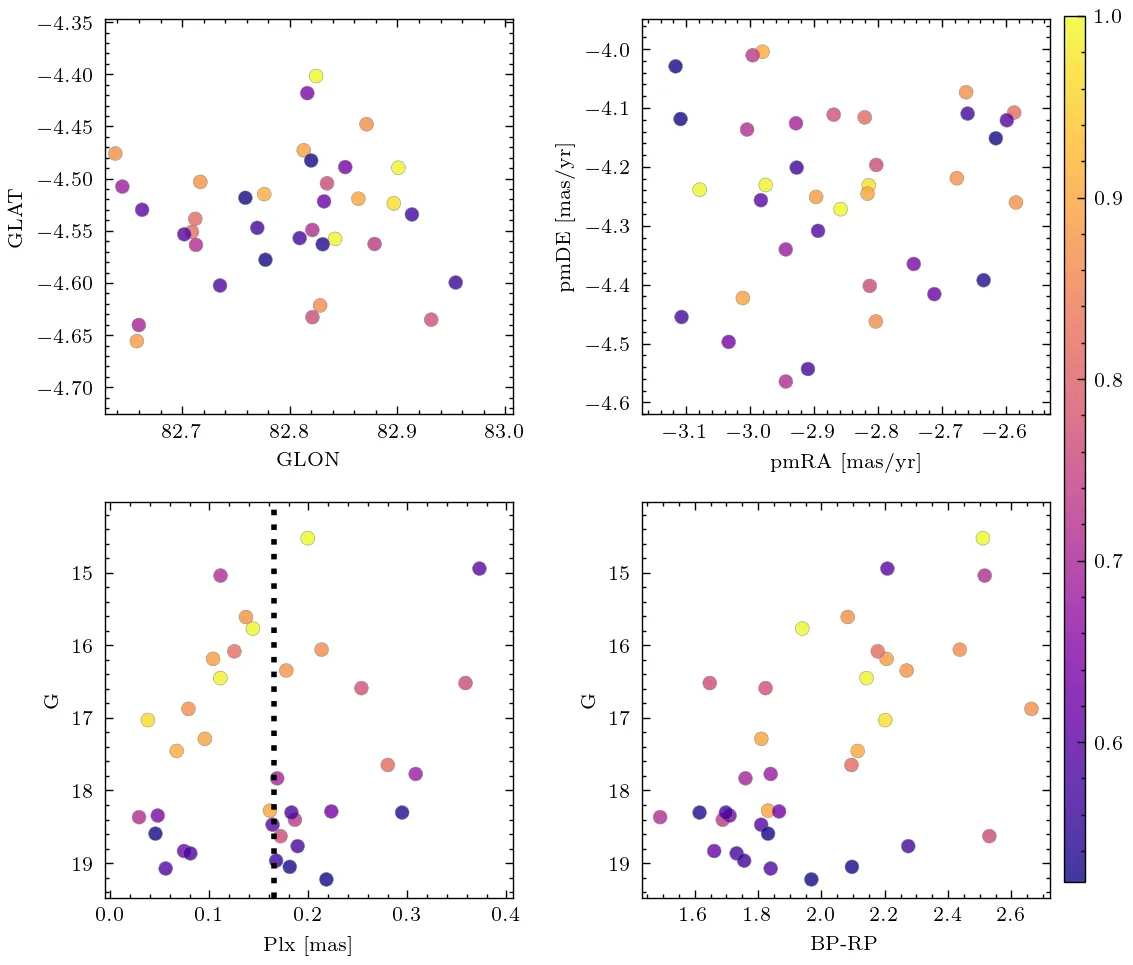 −4.35
−4.40
−4.45
−4.50
−4.55
−4.60
−4.65
−4.70
GLAT
82.7 82.8 82.9 83.0
GLON
−4.0
−4.1
−4.2
−4.3
−4.4
−4.5
−4.6
pmDE [mas/yr]
−3.1 −3.0 −2.9 −2.8 −2.7 −2.6
pmRA [mas/yr]
1.0
0.9
0.8
0.7
0.6
15
16
17
18
19
G
0.0 0.1 0.2 0.3 0.4
Plx [mas]
15
16
17
18
19
G
1.6 1.8 2.0 2.2 2.4 2.6
BP-RP